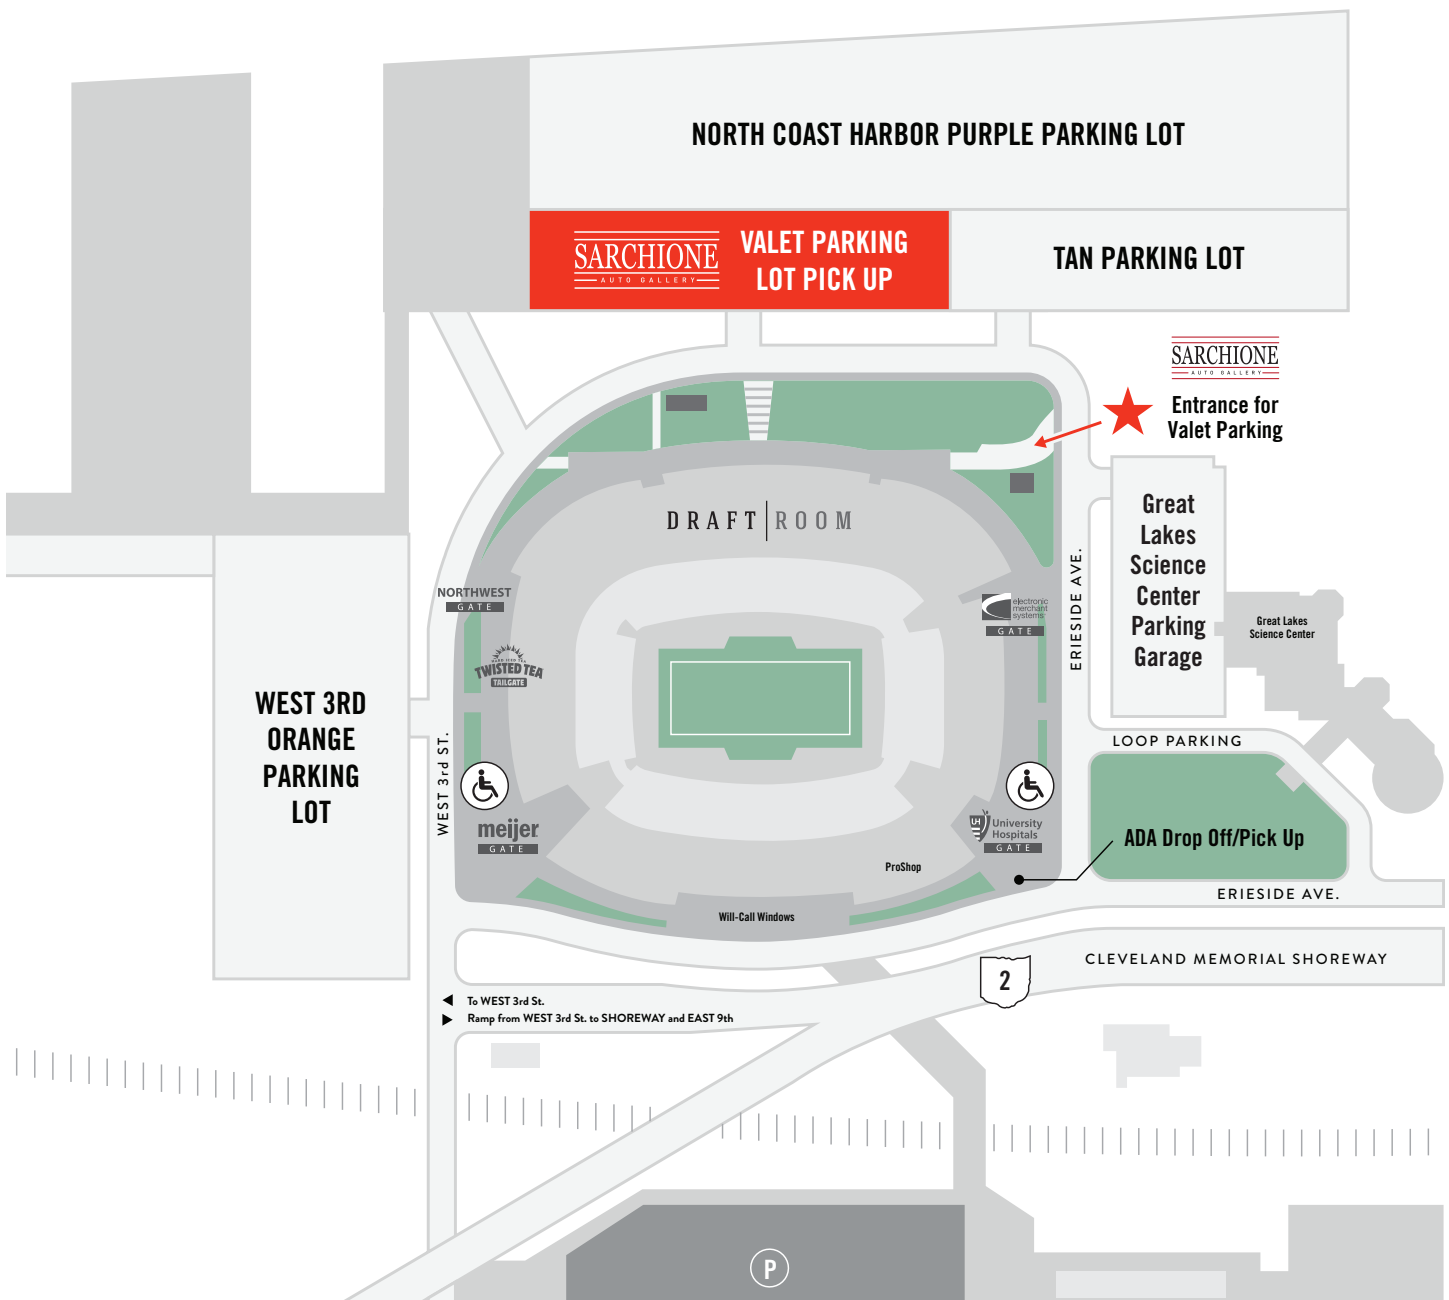 NORTH COAST HARBOR PURPLE PARKING LOT
SARCHIONE
AUTO GALLERY
VALET PARKING
LOT PICK UP
TAN PARKING LOT
SARCHIONE
AUTO GALLERY
Entrance for
Valet Parking
DRAFT ROOM
Great
Lakes
Science
Center
Parking
Garage
Great Lakes
Science Center
ERIESIDE AVE.
NORTHWEST
GATE
electronic
merchant
systems
GATE
TWISTED TEA
TAILGATE
WEST 3RD
ORANGE
PARKING
LOT
WEST 3rd ST.
LOOP PARKING
meijer
GATE
UH
University
Hospitals
GATE
ADA Drop Off/Pick Up
ProShop
ERIESIDE AVE.
Will-Call Windows
CLEVELAND MEMORIAL SHOREWAY
2
To WEST 3rd St.
Ramp from WEST 3rd St. to SHOREWAY and EAST 9th
P